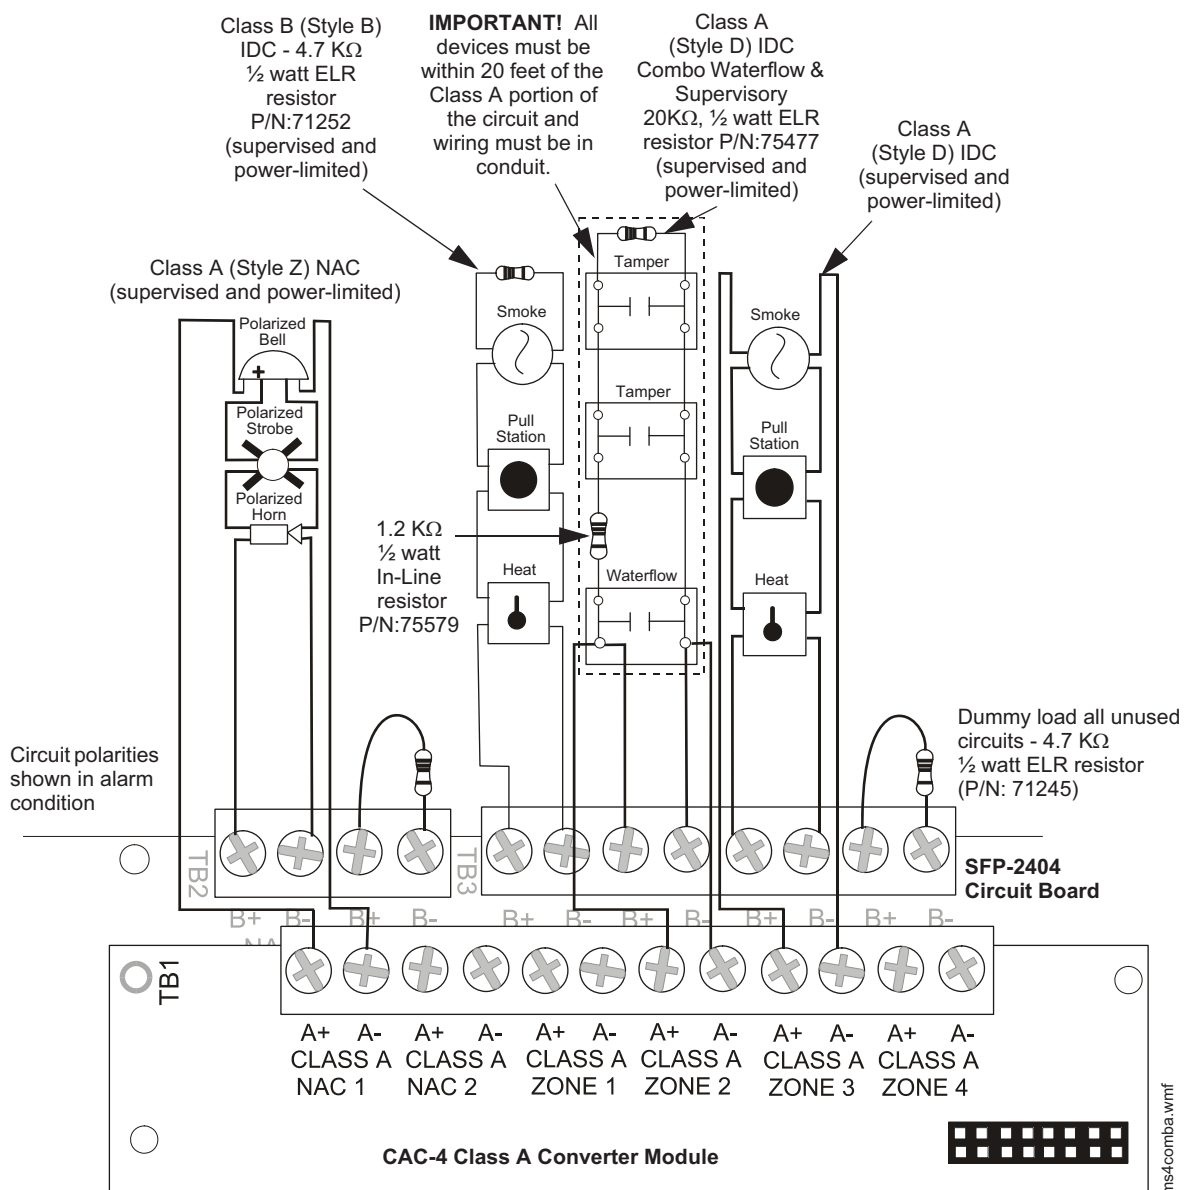 Class B (Style B)
IDC - 4.7 KΩ
½ watt ELR
resistor
P/N:71252
(supervised and
power-limited)
IMPORTANT! All
devices must be
within 20 feet of the
Class A portion of
the circuit and
wiring must be in
conduit.
Class A
(Style D) IDC
Combo Waterflow &
Supervisory
20KΩ, ½ watt ELR
resistor P/N:75477
(supervised and
power-limited)
Class A
(Style D) IDC
(supervised and
power-limited)
Class A (Style Z) NAC
(supervised and power-limited)
Polarized
Bell
+
Polarized
Strobe
Polarized
Horn
Smoke
Pull
Station
Heat
1.2 KΩ
½ watt
In-Line
resistor
P/N:75579
Tamper
Tamper
Waterflow
Smoke
Pull
Station
Heat
Circuit polarities
shown in alarm
condition
Dummy load all unused
circuits - 4.7 KΩ
½ watt ELR resistor
(P/N: 71245)
TB2
TB3
SFP-2404
Circuit Board
B+ B- B+ B- B+ B- B+ B- B+ B- B+ B-
TB1
A+ A- A+ A- A+ A- A+ A- A+ A- A+ A-
CLASS A CLASS A CLASS A CLASS A CLASS A CLASS A
NAC 1 NAC 2 ZONE 1 ZONE 2 ZONE 3 ZONE 4
CAC-4 Class A Converter Module
ms4comba.wmf